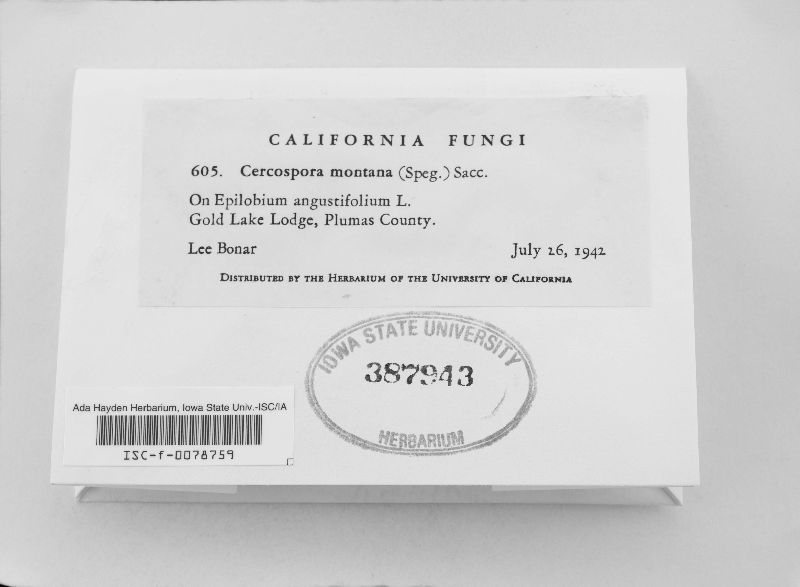 CALIFORNIA FUNGI
605. Cercospora montana (Speg.) Sacc.
On Epilobium angustifolium L.
Gold Lake Lodge, Plumas County.
Lee Bonar July 26, 1942
DISTRIBUTED BY THE HERBARIUM OF THE UNIVERSITY OF CALIFORNIA
IOWA STATE UNIVERSITY
387943
HERBARIUM
Ada Hayden Herbarium, Iowa State Univ.-ISC/IA
ISC-f-0078759